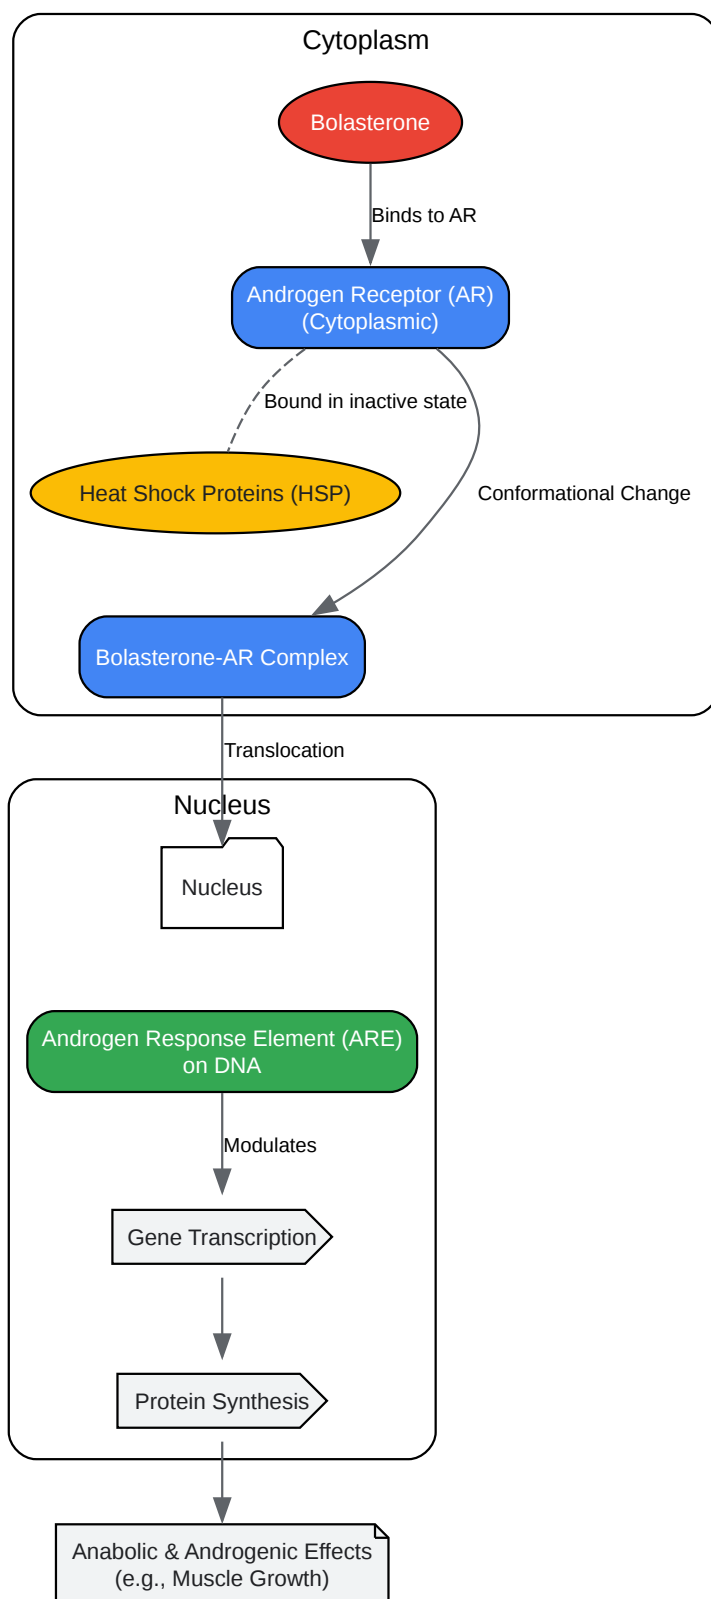 Cytoplasm
Bolasterone
Binds to AR
Androgen Receptor (AR)
(Cytoplasmic)
Bound in inactive state
Heat Shock Proteins (HSP)
Conformational Change
Bolasterone-AR Complex
Translocation
Nucleus
Nucleus
Androgen Response Element (ARE)
on DNA
Modulates
Gene Transcription
Protein Synthesis
Anabolic & Androgenic Effects
(e.g., Muscle Growth)